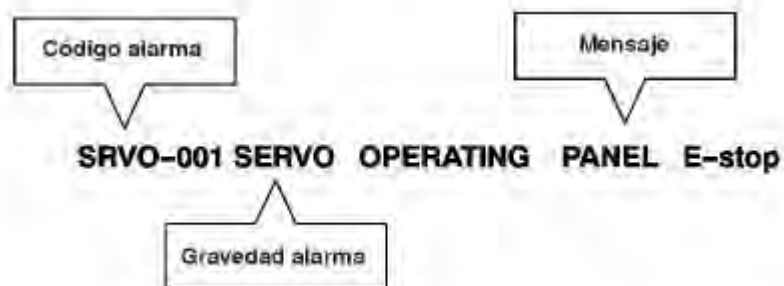 Código alarma
Mensaje
SRVO-001 SERVO OPERATING PANEL E-stop
Gravedad alarma